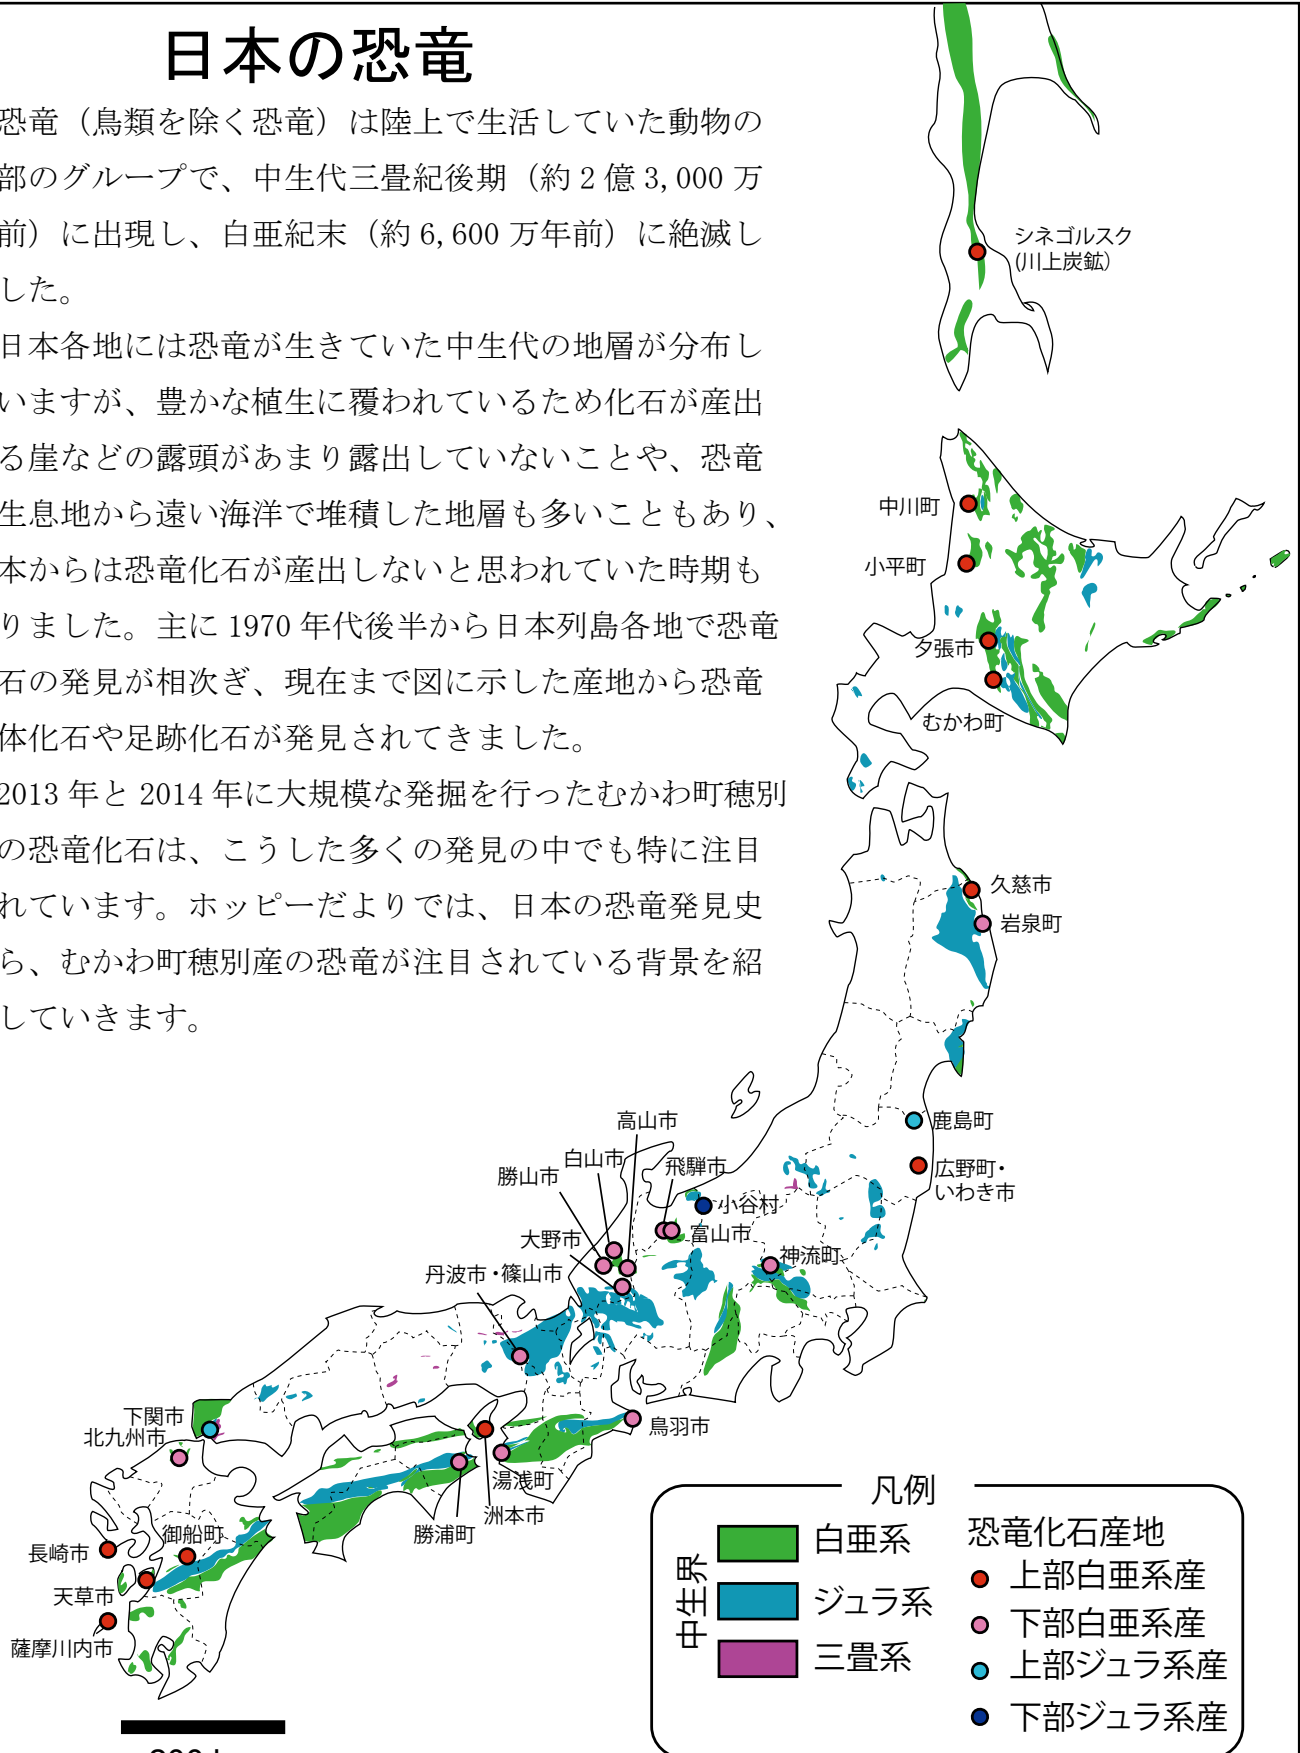 日本の恐竜
恐竜（鳥類を除く恐竜）は陸上で生活していた動物の
部のグループで、中生代三畳紀後期（約2億3,000万
前）に出現し、白亜紀末（約6,600万年前）に絶滅し
した。
日本各地には恐竜が生きていた中生代の地層が分布し
いますが、豊かな植生に覆われているため化石が産出
る崖などの露頭があまり露出していないことや、恐竜
生息地から遠い海洋で堆積した地層も多いこともあり、
本からは恐竜化石が産出しないと思われていた時期も
りました。主に1970年代後半から日本列島各地で恐竜
石の発見が相次ぎ、現在まで図に示した産地から恐竜
体化石や足跡化石が発見されてきました。
2013年と2014年に大規模な発掘を行ったむかわ町穂別
の恐竜化石は、こうした多くの発見の中でも特に注目
れています。ホッピーだよりでは、日本の恐竜発見史
ら、むかわ町穂別産の恐竜が注目されている背景を紹
していきます。
シネゴルスク
(川上炭鉱)
中川町
小平町
夕張市
むかわ町
久慈市
岩泉町
鹿島町
広野町・
いわき市
高山市
白山市
飛騨市
勝山市
小谷村
大野市
富山市
神流町
丹波市・篠山市
下関市
北九州市
鳥羽市
湯浅町
洲本市
勝浦町
御船町
長崎市
天草市
薩摩川内市
凡例
中生界
白亜系
ジュラ系
三畳系
恐竜化石産地
上部白亜系産
下部白亜系産
上部ジュラ系産
下部ジュラ系産